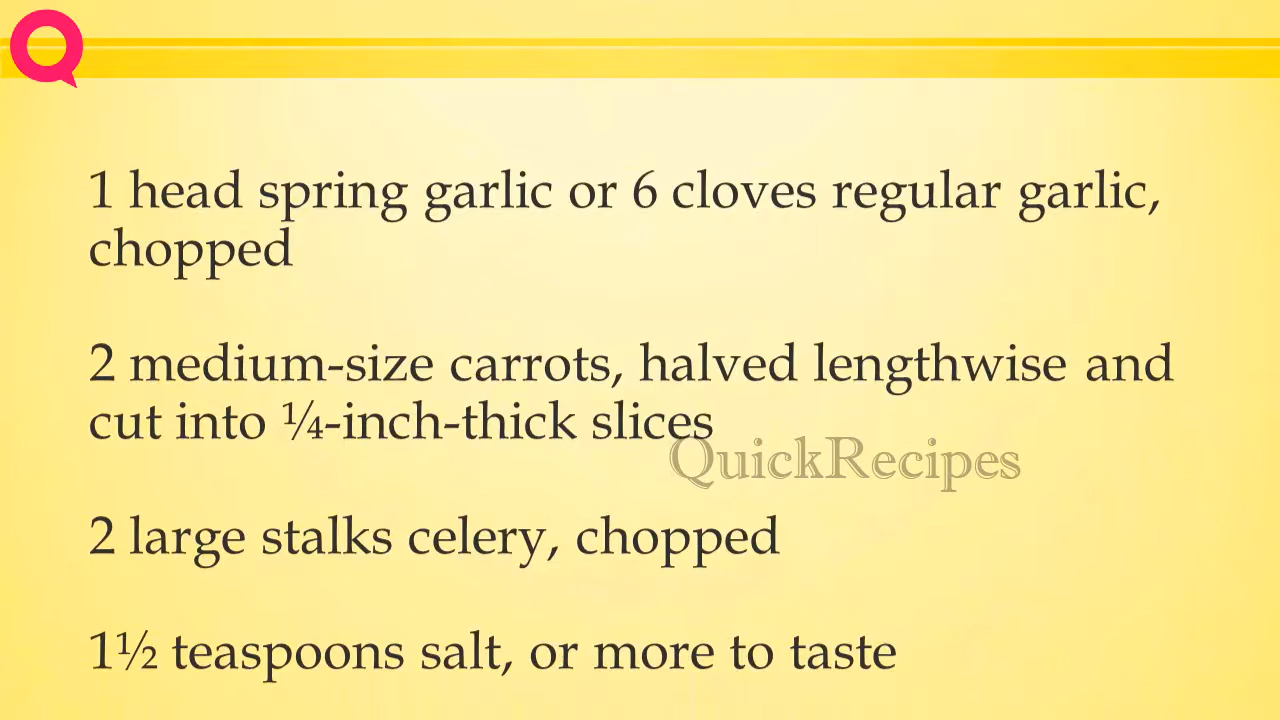 1 head spring garlic or 6 cloves regular garlic,
chopped
2 medium-size carrots, halved lengthwise and
cut into ¼-inch-thick slices
QuickRecipes
2 large stalks celery, chopped
1½ teaspoons salt, or more to taste